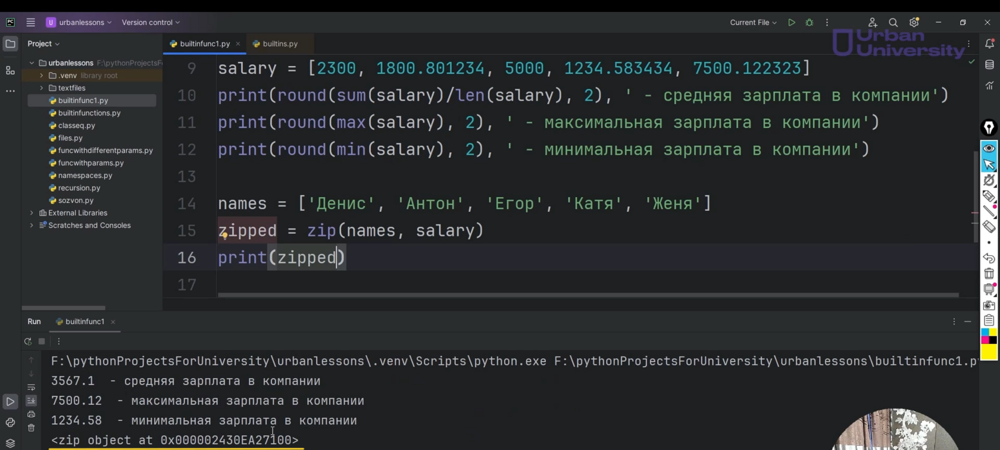 PC
U urbanlessons Version control
Current File
Urban
University
Project
builtinfunc1.py
builtins.py
urbanlessons F:\pythonProjectsF
.venv library root
textfiles
builtinfunc1.py
builtinfunctions.py
classeq.py
files.py
funcwithdifferentparams.py
funcwithparams.py
namespaces.py
recursion.py
sozvon.py
External Libraries
Scratches and Consoles
9 salary = [2300, 1800.801234, 5000, 1234.583434, 7500.122323]
10 print(round(sum(salary)/len(salary), 2), ' - средняя зарплата в компании')
11 print(round(max(salary), 2), ' - максимальная зарплата в компании')
12 print(round(min(salary), 2), ' - минимальная зарплата в компании')
13
14 names = ['Денис', 'Антон', 'Егор', 'Катя', 'Женя']
15 zipped = zip(names, salary)
16 print(zipped)
17
Run builtinfunc1
F:\pythonProjectsForUniversity\urbanlessons\.venv\Scripts\python.exe F:\pythonProjectsForUniversity\urbanlessons\builtinfunc1.py
3567.1 - средняя зарплата в компании
7500.12 - максимальная зарплата в компании
1234.58 - минимальная зарплата в компании
<zip object at 0x000002430EA27100>